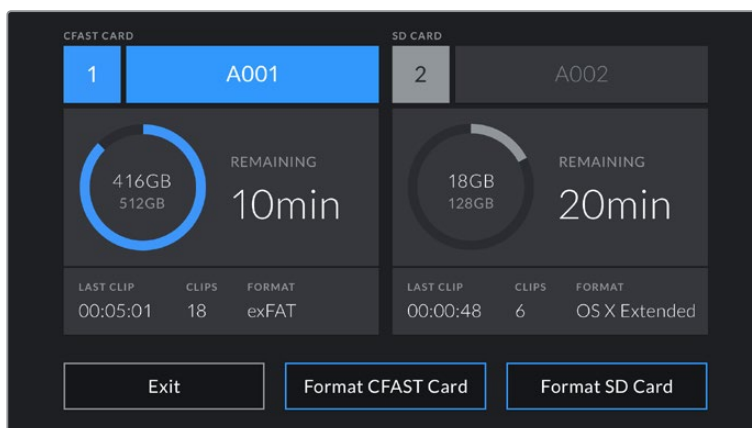 CFAST CARD
1
A001
416GB
512GB
REMAINING
10min
LAST CLIP CLIPS FORMAT
00:05:01 18 exFAT
SD CARD
2
A002
18GB
128GB
REMAINING
20min
LAST CLIP CLIPS FORMAT
00:00:48 6 OS X Extended
Exit
Format CFAST Card
Format SD Card